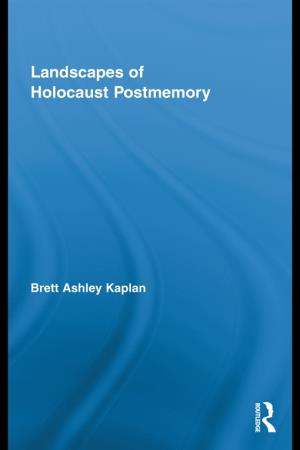 Landscapes of
Holocaust Postmemory
Brett Ashley Kaplan
ROUTLEDGE